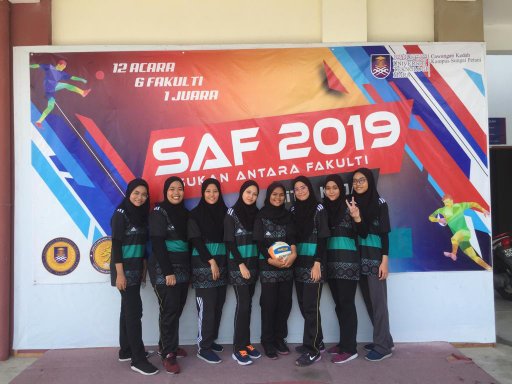 12 ACARA
6 FAKULTI
1 JUARA
Cawangan Kedah
Kampus Sungai Petani
SAF 2019
SUKAN ANTARA FAKULTI